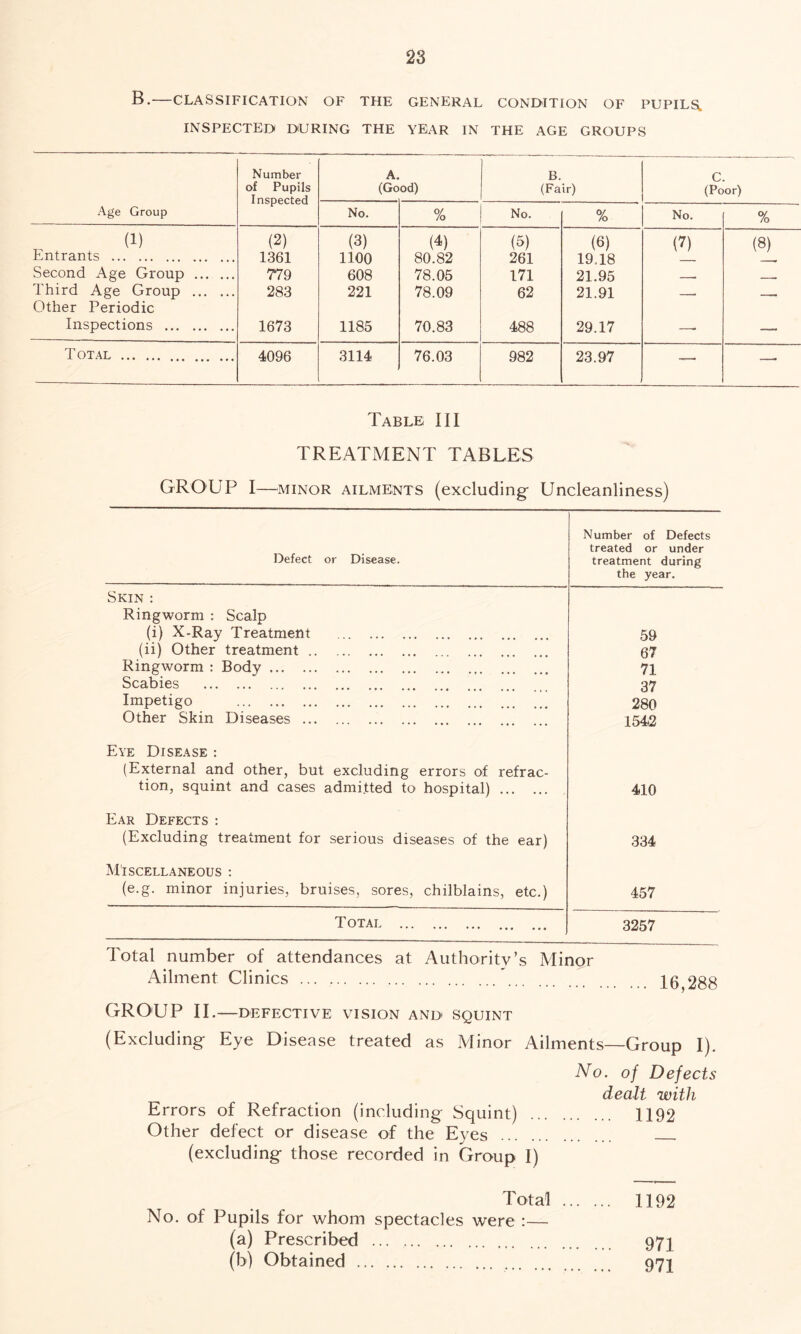 23
B.—CLASSIFICATION OF THE GENERAL CONDITION OF PUPILS
INSPECTED DURING THE YEAR IN THE AGE GROUPS
Age Group | Number of Pupils Inspected | A. (Good) | B. (Fair) | C. (Poor)
No. | % | No. | % | No. | %
(1) | (2) | (3) | (4) | (5) | (6) | (7) | (8)
Entrants ... ... ... ... ... | 1361 | 1100 | 80.82 | 261 | 19.18 | — | —
Second Age Group ... ... | 779 | 608 | 78.05 | 171 | 21.95 | — | —
Third Age Group ... ... | 283 | 221 | 78.09 | 62 | 21.91 | — | —
Other Periodic
Inspections ... ... ... | 1673 | 1185 | 70.83 | 488 | 29.17 | — | —
Total ... ... ... ... ... | 4096 | 3114 | 76.03 | 982 | 23.97 | — | —
Table III
TREATMENT TABLES
GROUP I—MINOR AILMENTS (excluding Uncleanliness)
Defect or Disease. | Number of Defects treated or under treatment during the year.
Skin :
Ringworm : Scalp
(i) X-Ray Treatment ... ... ... ... ... ... ... | 59
(ii) Other treatment ... ... ... ... ... ... ... | 67
Ringworm : Body ... ... ... ... ... ... ... ... | 71
Scabies ... ... ... ... ... ... ... ... ... ... | 37
Impetigo ... ... ... ... ... ... ... ... ... | 280
Other Skin Diseases ... ... ... ... ... ... ... | 1542
Eye Disease :
(External and other, but excluding errors of refrac-
tion, squint and cases admitted to hospital) ... ... | 410
Ear Defects :
(Excluding treatment for serious diseases of the ear) | 334
Miscellaneous :
(e.g. minor injuries, bruises, sores, chilblains, etc.) | 457
Total ... ... ... ... ... | 3257
Total number of attendances at Authority's Minor
Ailment Clinics ... ... ... ... ... ... ... ... ... ... 16,288
GROUP II.—DEFECTIVE VISION AND SQUINT
(Excluding Eye Disease treated as Minor Ailments—Group I).
No. of Defects
dealt with
Errors of Refraction (including Squint) ... ... ... 1192
Other defect or disease of the Eyes ... ... ... ... —
(excluding those recorded in Group I)
Total ... ... 1192
No. of Pupils for whom spectacles were :—
(a) Prescribed ... ... ... ... ... ... ... ... 971
(b) Obtained ... ... ... ... ... ... ... ... 971